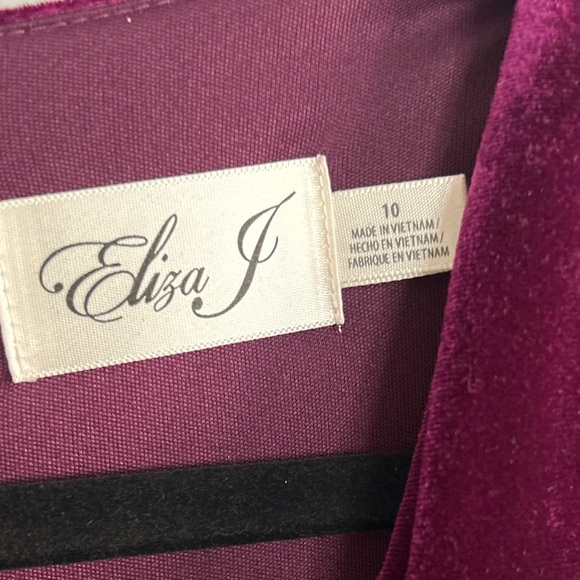 Eliza J
10
MADE IN VIETNAM/
HECHO EN VIETNAM/
FABRIQUE EN VIETNAM